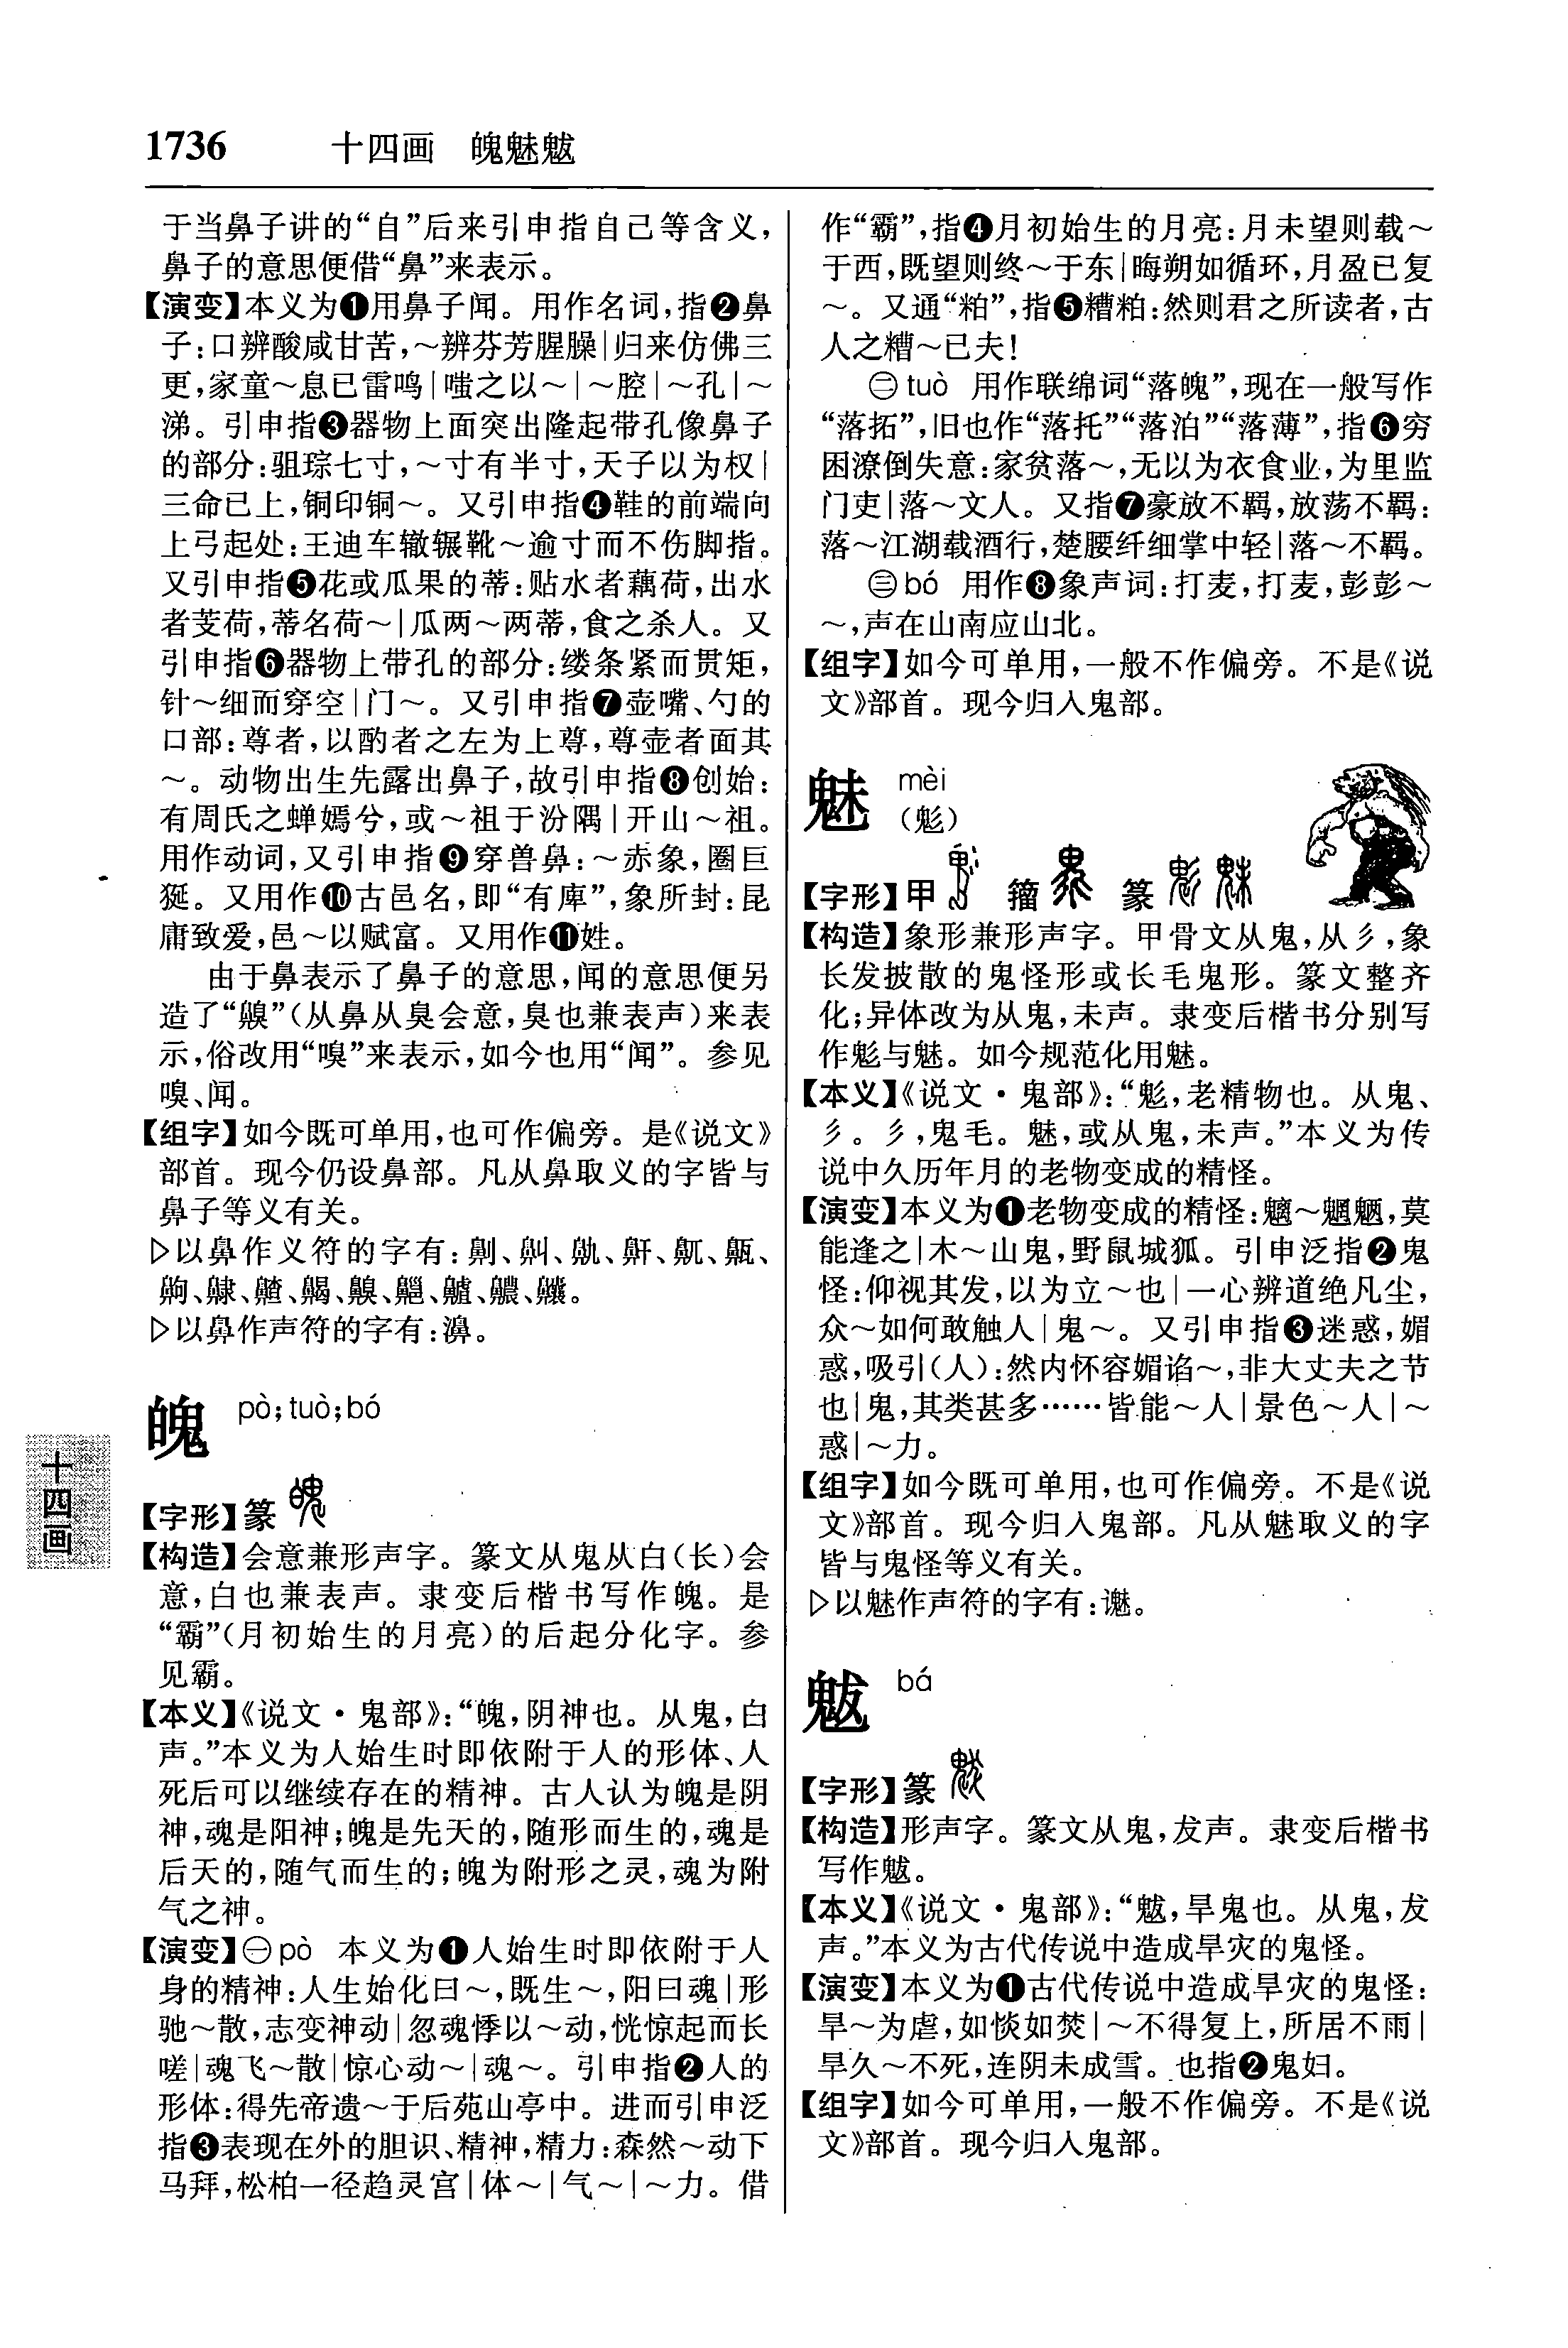 1736 十四画 魄魅魃
于当鼻子讲的“自”后来引申指自己等含义,
鼻子的意思便借“鼻”来表示。
【演变】本义为❶用鼻子闻。用作名词,指❷鼻
子:口辨酸咸甘苦,～辨芬芳腥臊|归来仿佛三
更,家童～息已雷鸣|嗤之以～|～腔|～孔|～
涕。引申指❸器物上面突出隆起带孔像鼻子
的部分:驵琮七寸,～寸有半寸,天子以为权|
三命已上,铜印铜～。又引申指❹鞋的前端向
上弓起处:王迪车辙辗靴～逾寸而不伤脚指。
又引申指❺花或瓜果的蒂:贴水者藕荷,出水
者芰荷,蒂名荷～|瓜两～两蒂,食之杀人。又
引申指❻器物上带孔的部分:缕条紧而贯矩,
针～细而穿空|门～。又引申指❼壶嘴、勺的
口部:尊者,以酌者之左为上尊,尊壶者面其
～。动物出生先露出鼻子,故引申指❽创始:
有周氏之蝉嫣兮,或～祖于汾隅|开山～祖。
用作动词,又引申指❾穿兽鼻:～赤象,圈巨
狿。又用作❿古邑名,即“有庳”,象所封:昆
庸致爱,邑～以赋富。又用作⓫姓。
由于鼻表示了鼻子的意思,闻的意思便另
造了“齅”(从鼻从臭会意,臭也兼表声)来表
示,俗改用“嗅”来表示,如今也用“闻”。参见
嗅、闻。
【组字】如今既可单用,也可作偏旁。是《说文》
部首。现今仍设鼻部。凡从鼻取义的字皆与
鼻子等义有关。
▷以鼻作义符的字有:劓、鼼、鼽、鼾、鼿、
齁、齂、齄、齃、齅、齆、齇、齈、齉。
▷以鼻作声符的字有:濞。
魄 pò;tuò;bó
【字形】篆
【构造】会意兼形声字。篆文从鬼从白(长)会
意,白也兼表声。隶变后楷书写作魄。是
“霸”(月初始生的月亮)的后起分化字。参
见霸。
【本义】《说文·鬼部》:“魄,阴神也。从鬼,白
声。”本义为人始生时即依附于人的形体、人
死后可以继续存在的精神。古人认为魄是阴
神,魂是阳神;魄是先天的,随形而生的,魂是
后天的,随气而生的;魄为附形之灵,魂为附
气之神。
【演变】㊀pò 本义为❶人始生时即依附于人
身的精神:人生始化曰～,既生～,阳曰魂|形
驰～散,志变神动|忽魂悸以～动,恍惊起而长
嗟|魂飞～散|惊心动～|魂～。引申指❷人的
形体:得先帝遗～于后苑山亭中。进而引申泛
指❸表现在外的胆识、精神,精力:森然～动下
马拜,松柏一径趋灵宫|体～|气～|～力。借
作“霸”,指❹月初始生的月亮:月未望则载～
于西,既望则终～于东|晦朔如循环,月盈已复
～。又通“粕”,指❺糟粕:然则君之所读者,古
人之糟～已夫!
㊁tuò 用作联绵词“落魄”,现在一般写作
“落拓”,旧也作“落托”“落泊”“落薄”,指❻穷
困潦倒失意:家贫落～,无以为衣食业,为里监
门吏|落～文人。又指❼豪放不羁,放荡不羁:
落～江湖载酒行,楚腰纤细掌中轻|落～不羁。
㊂bó 用作❽象声词:打麦,打麦,彭彭～
～,声在山南应山北。
【组字】如今可单用,一般不作偏旁。不是《说
文》部首。现今归入鬼部。
魅 mèi
(鬽)
【字形】甲 籀 篆
【构造】象形兼形声字。甲骨文从鬼,从彡,象
长发披散的鬼怪形或长毛鬼形。篆文整齐
化;异体改为从鬼,未声。隶变后楷书分别写
作鬽与魅。如今规范化用魅。
【本义】《说文·鬼部》:“鬽,老精物也。从鬼、
彡。彡,鬼毛。魅,或从鬼,未声。”本义为传
说中久历年月的老物变成的精怪。
【演变】本义为❶老物变成的精怪:魑～魍魉,莫
能逢之|木～山鬼,野鼠城狐。引申泛指❷鬼
怪:仰视其发,以为立～也|一心辨道绝凡尘,
众～如何敢触人|鬼～。又引申指❸迷惑,媚
惑,吸引(人):然内怀容媚谄～,非大丈夫之节
也|鬼,其类甚多……皆能～人|景色～人|～
惑|～力。
【组字】如今既可单用,也可作偏旁。不是《说
文》部首。现今归入鬼部。凡从魅取义的字
皆与鬼怪等义有关。
▷以魅作声符的字有:
魃 bá
【字形】篆
【构造】形声字。篆文从鬼,发声。隶变后楷书
写作魃。
【本义】《说文·鬼部》:“魃,旱鬼也。从鬼,发
声。”本义为古代传说中造成旱灾的鬼怪。
【演变】本义为❶古代传说中造成旱灾的鬼怪:
旱～为虐,如惔如焚|～不得复上,所居不雨|
旱久～不死,连阴未成雪。也指❷鬼妇。
【组字】如今可单用,一般不作偏旁。不是《说
文》部首。现今归入鬼部。
十四画